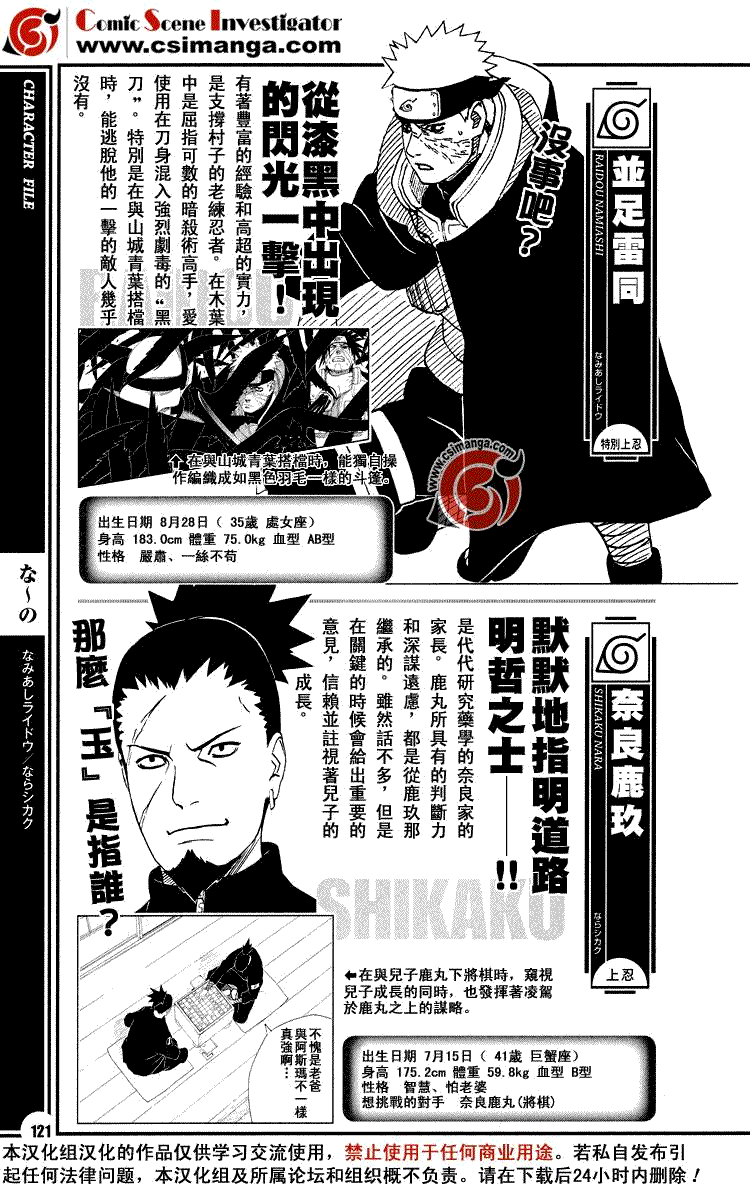 Comic Scene Investigator
www.csimanga.com
CHARACTER FILE
並足雷同
RAIDOU NAMIASHI
なみあしライドウ
特別上忍
沒事吧？
從漆黑中出現
的閃光一擊！
有著豐富的經驗和高超的實力，
是支撐村子的老練忍者。在木葉
中是屈指可數的暗殺術高手，愛
使用在刀身混入強烈劇毒的“黑
刀”。特別是在與山城青葉搭檔
時，能逃脫他的一擊的敵人幾乎
沒有。
RAIDOU
↑在與山城青葉搭檔時，能獨自操
作編織成如黑色羽毛一樣的斗篷。
www.csimanga.com
出生日期 8月28日（ 35歲 處女座）
身高 183.0cm 體重 75.0kg 血型 AB型
性格 嚴肅、一絲不苟
な～の
なみあしライドウ／ならシカク
奈良鹿玖
SHIKAKU NARA
ならシカク
上忍
默默地指明道路
明哲之士——!!
是代代研究藥學的奈良家的
家長。鹿丸所具有的判斷力
和深謀遠慮，都是從鹿玖那
繼承的。雖然話不多，但是
在關鍵的時候會給出重要的
意見，信賴並註視著兒子的
成長。
那麼『玉』是指誰？
SHIKAKU
←在與兒子鹿丸下將棋時，窺視
兒子成長的同時，也發揮著凌駕
於鹿丸之上的謀略。
不愧是老爸
與阿斯瑪不一樣
真強啊…
出生日期 7月15日（ 41歲 巨蟹座）
身高 175.2cm 體重 59.8kg 血型 B型
性格 智慧、怕老婆
想挑戰的對手 奈良鹿丸(將棋)
121
本汉化组汉化的作品仅供学习交流使用，禁止使用于任何商业用途。若私自发布引
起任何法律问题，本汉化组及所属论坛和组织概不负责。请在下载后24小时内删除！